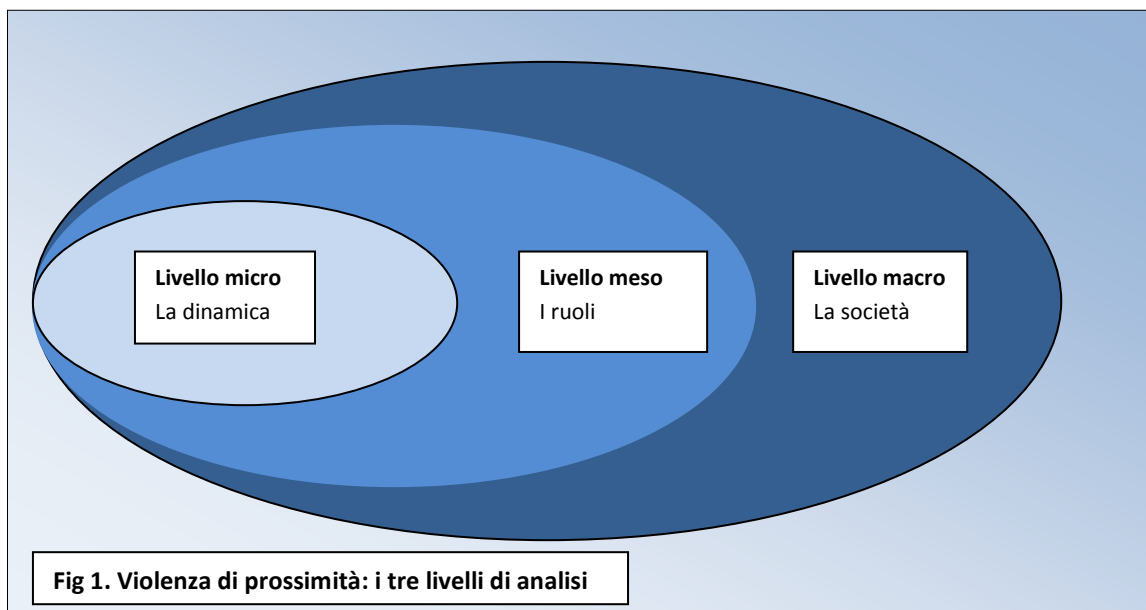 Livello micro
La dinamica
Livello meso
I ruoli
Livello macro
La società
Fig 1. Violenza di prossimità: i tre livelli di analisi